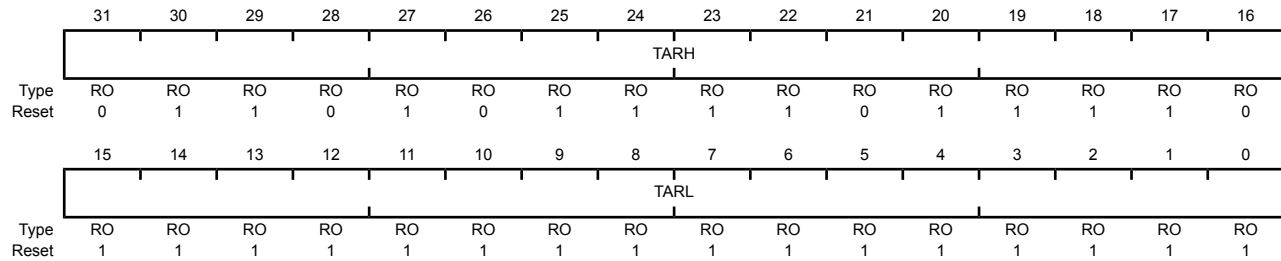 31 30 29 28 27 26 25 24 23 22 21 20 19 18 17 16
TARH
Type RO RO RO RO RO RO RO RO RO RO RO RO RO RO RO RO
Reset 0 1 1 0 1 0 1 1 1 1 0 1 1 1 1 0
15 14 13 12 11 10 9 8 7 6 5 4 3 2 1 0
TARL
Type RO RO RO RO RO RO RO RO RO RO RO RO RO RO RO RO
Reset 1 1 1 1 1 1 1 1 1 1 1 1 1 1 1 1